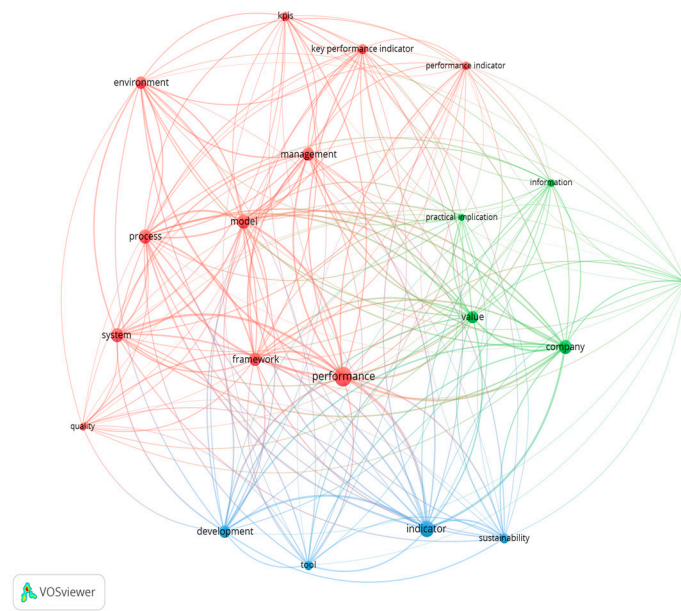 kpis
key performance indicator
performance indicator
environment
management
information
practical implication
model
process
value
system
company
framework
performance
quality
indicator
development
sustainability
tool
VOSviewer